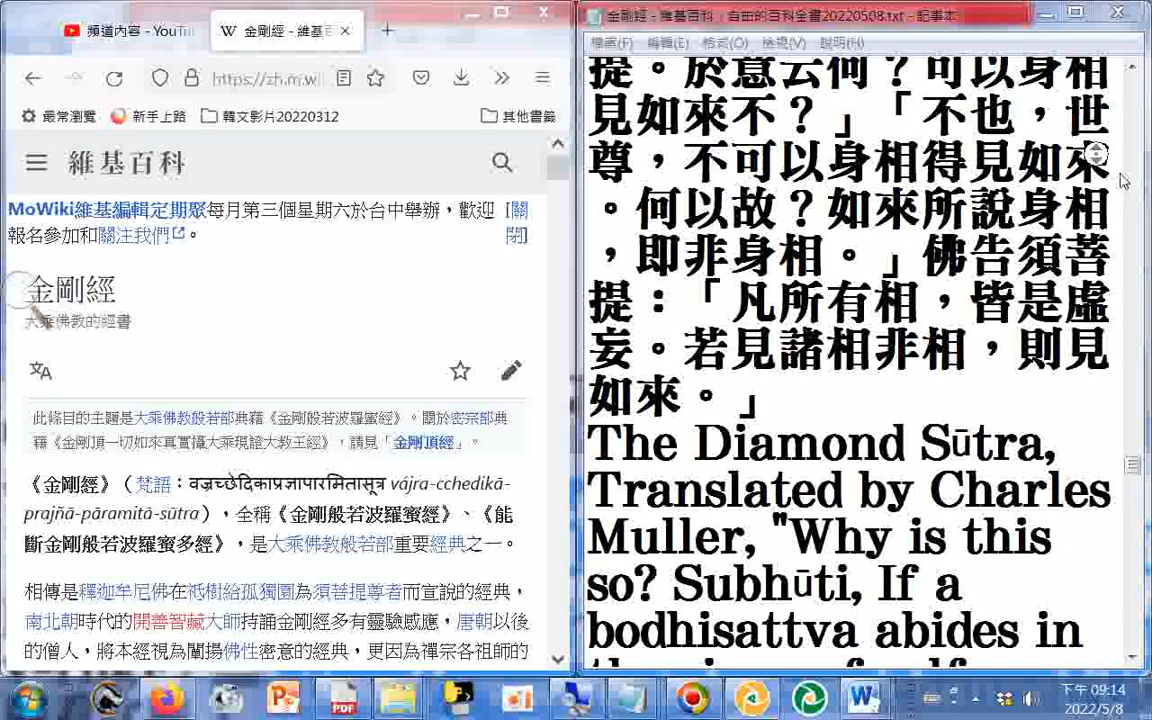 頻道內容 - YouTu
W 金剛經 - 維基百
https://zh.m.wi
最常瀏覽 新手上路 韓文影片20220312 其他書籤
維基百科
MoWiki維基編輯定期聚每月第三個星期六於台中舉辦，歡迎
報名參加和關注我們。
[關
閉]
金剛經
大乘佛教的經書
此條目的主題是大乘佛教般若部典籍《金剛般若波羅蜜經》。關於密宗部典
籍《金剛頂一切如來真實攝大乘現證大教王經》，請見「金剛頂經」。
《金剛經》（梵語：वज्रच्छेदिकाप्रज्ञापारमितासूत्र vájra-cchedikā-
prajñā-pāramitā-sūtra），全稱《金剛般若波羅蜜經》、《能
斷金剛般若波羅蜜多經》，是大乘佛教般若部重要經典之一。
相傳是釋迦牟尼佛在祇樹給孤獨園為須菩提尊者而宣說的經典，
南北朝時代的開善智藏大師持誦金剛經多有靈驗感應，唐朝以後
的僧人，將本經視為闡揚佛性密意的經典，更因為禪宗各祖師的
金剛經 - 維基百科，自由的百科全書20220508.txt - 記事本
檔案(F) 編輯(E) 格式(O) 檢視(V) 說明(H)
提。於意云何？可以身相
見如來不？」「不也，世
尊，不可以身相得見如來
。何以故？如來所說身相
，即非身相。」佛告須菩
提：「凡所有相，皆是虛
妄。若見諸相非相，則見
如來。」
The Diamond Sūtra,
Translated by Charles
Muller, "Why is this
so? Subhūti, If a
bodhisattva abides in
PDF
下午 09:14
2022/5/8